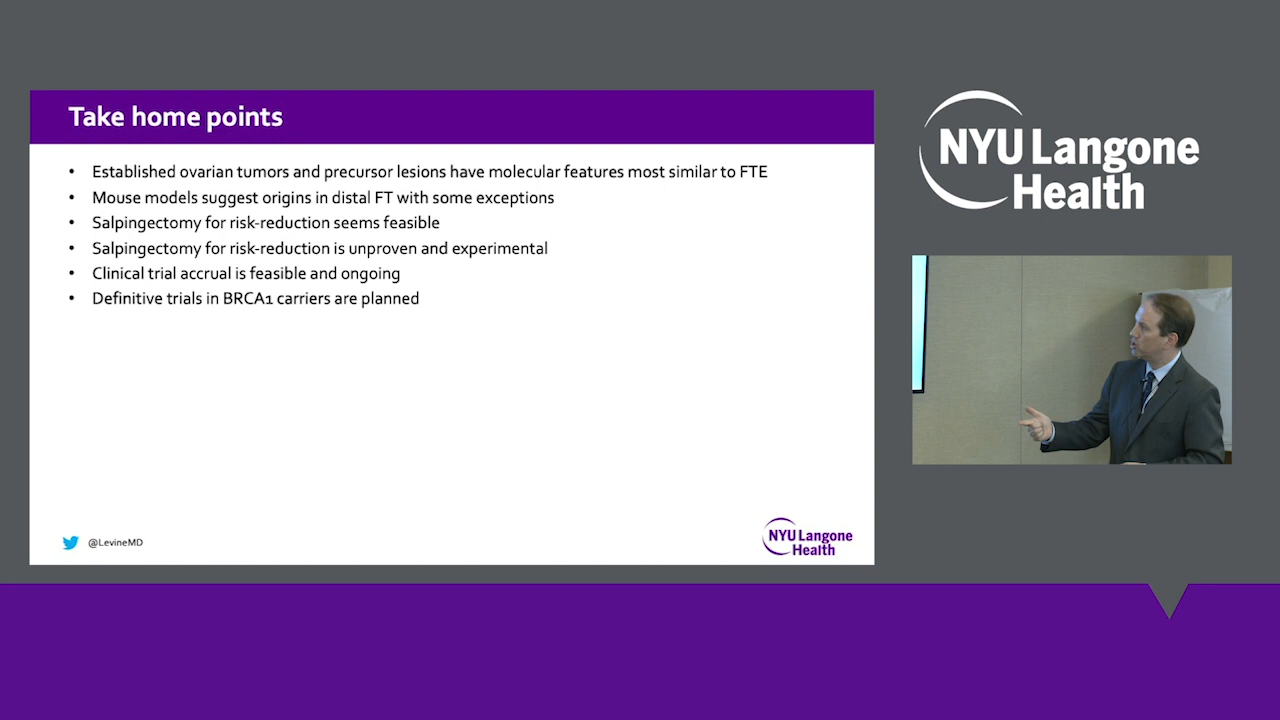 Take home points
• Established ovarian tumors and precursor lesions have molecular features most similar to FTE
• Mouse models suggest origins in distal FT with some exceptions
• Salpingectomy for risk-reduction seems feasible
• Salpingectomy for risk-reduction is unproven and experimental
• Clinical trial accrual is feasible and ongoing
• Definitive trials in BRCA1 carriers are planned
@LevineMD
NYU Langone
Health
NYU Langone
Health